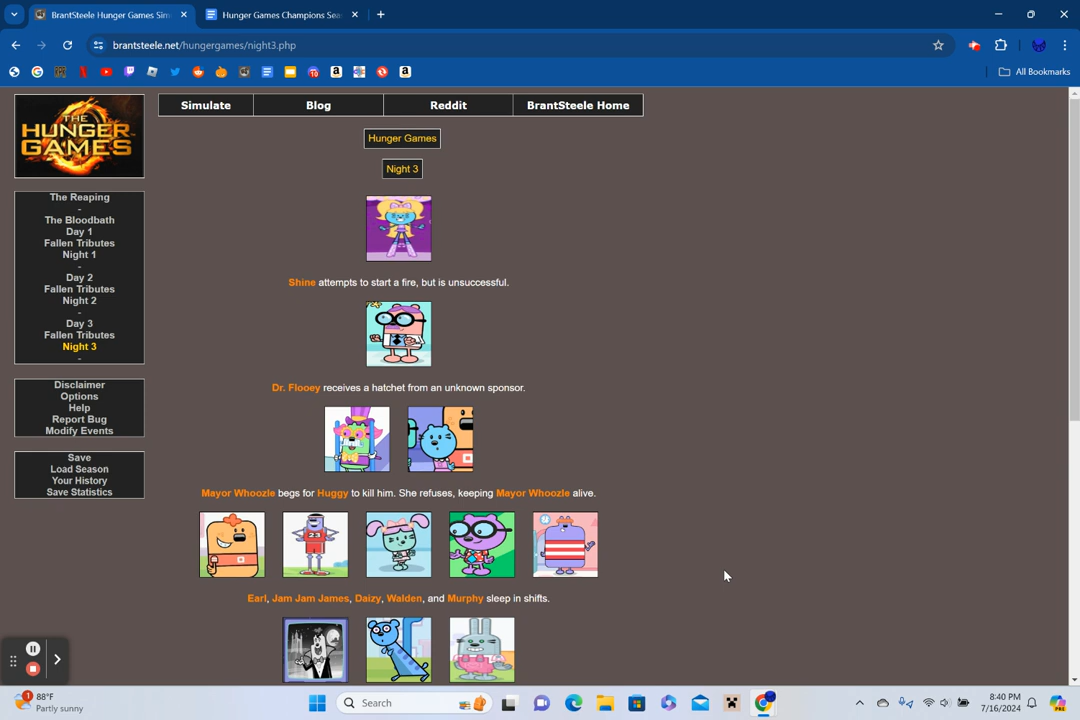 BrantSteele Hunger Games Sim
Hunger Games Champions Sea
brantsteele.net/hungergames/night3.php
All Bookmarks
THE
HUNGER
GAMES
Simulate
Blog
Reddit
BrantSteele Home
Hunger Games
Night 3
The Reaping
-
The Bloodbath
Day 1
Fallen Tributes
Night 1
-
Day 2
Fallen Tributes
Night 2
-
Day 3
Fallen Tributes
Night 3
-
Disclaimer
Options
Help
Report Bug
Modify Events
Save
Load Season
Your History
Save Statistics
Shine attempts to start a fire, but is unsuccessful.
Dr. Flooey receives a hatchet from an unknown sponsor.
Mayor Whoozle begs for Huggy to kill him. She refuses, keeping Mayor Whoozle alive.
23
Earl, Jam Jam James, Daizy, Walden, and Murphy sleep in shifts.
1
88°F
Partly sunny
Search
8:40 PM
7/16/2024
PRE